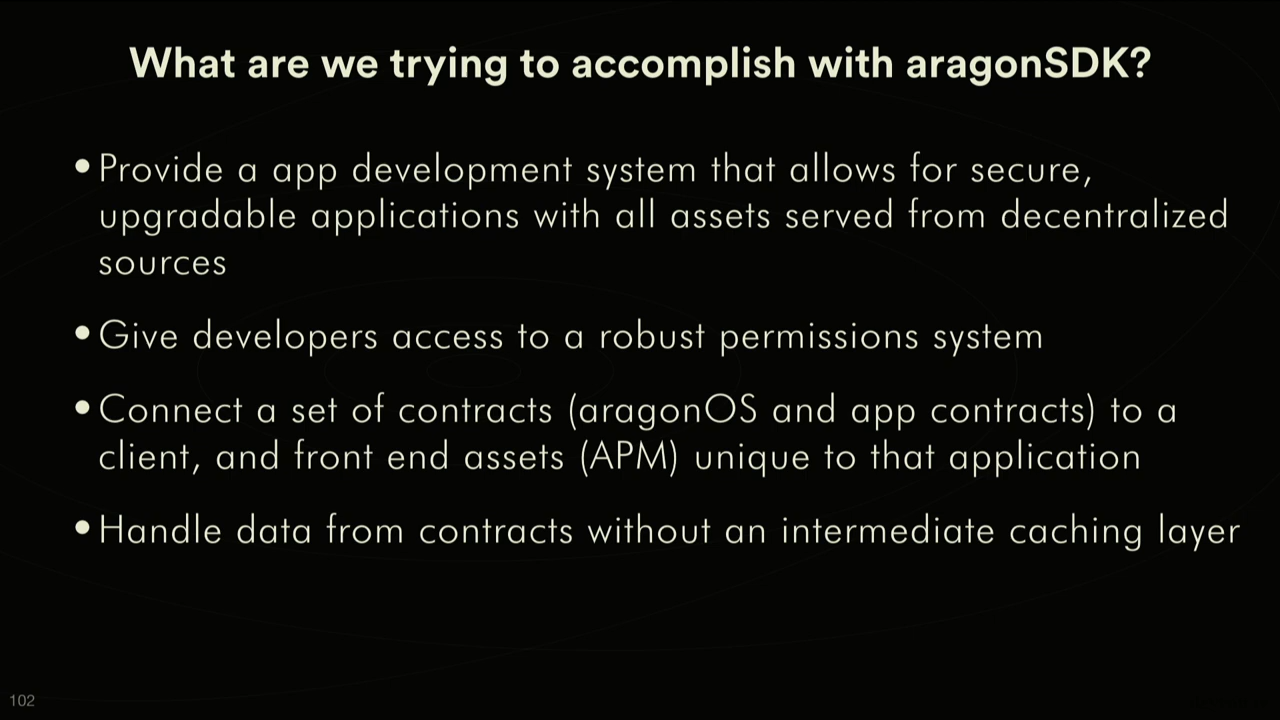 What are we trying to accomplish with aragonSDK?
•Provide a app development system that allows for secure,
upgradable applications with all assets served from decentralized
sources
•Give developers access to a robust permissions system
•Connect a set of contracts (aragonOS and app contracts) to a
client, and front end assets (APM) unique to that application
•Handle data from contracts without an intermediate caching layer
102